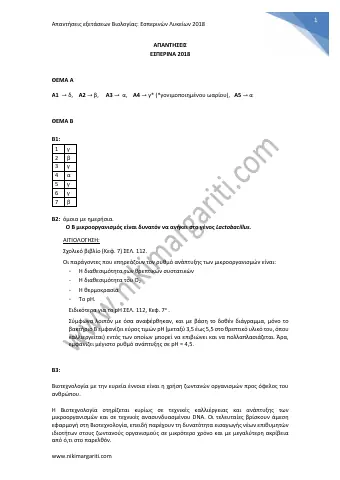 Απαντήσεις εξετάσεων Βιολογίας: Εσπερινών Λυκείων 2018
1
ΑΠΑΝΤΗΣΕΙΣ
ΕΣΠΕΡΙΝΑ 2018
ΘΕΜΑ Α
Α1 → δ, Α2 → β, Α3 → α, Α4 → γ* (*γονιμοποιημένου ωαρίου), Α5 → α
ΘΕΜΑ Β
Β1:
1 γ
2 β
3 γ
4 α
5 γ
6 γ
7 β
Β2: όμοια με ημερήσια.
Ο Β μικροοργανισμός είναι δυνατόν να ανήκει στο γένος Lactobacillus.
ΑΙΤΙΟΛΟΓΗΣΗ:
Σχολικό βιβλίο (Κεφ. 7) ΣΕΛ. 112.
Οι παράγοντες που επηρεάζουν τον ρυθμό ανάπτυξης των μικροοργανισμών είναι:
- Η διαθεσιμότητα των θρεπτικών συστατικών
- Η διαθεσιμότητα του O₂
- Η θερμοκρασία
- Το pH.
Ειδικότερα για το pH ΣΕΛ. 112, Κεφ. 7ο .
Σύμφωνα λοιπόν με όσα αναφέρθηκαν, και με βάση το δοθέν διάγραμμα, μόνο το
βακτήριο Β εμφανίζει εύρος τιμών pH (μεταξύ 3,5 έως 5,5 στο θρεπτικό υλικό του, όπου
καλλιεργείται) εντός των οποίων μπορεί να επιβιώνει και να πολλαπλασιάζεται. Άρα,
εμφανίζει μέγιστο ρυθμό ανάπτυξης σε pH = 4,5.
Β3:
Βιοτεχνολογία με την ευρεία έννοια είναι η χρήση ζωντανών οργανισμών προς όφελος του
ανθρώπου.
Η Βιοτεχνολογία στηρίζεται κυρίως σε τεχνικές καλλιέργειας και ανάπτυξης των
μικροοργανισμών και σε τεχνικές ανασυνδυασμένου DNA. Οι τελευταίες βρίσκουν άμεση
εφαρμογή στη Βιοτεχνολογία, επειδή παρέχουν τη δυνατότητα εισαγωγής νέων επιθυμητών
ιδιοτήτων στους ζωντανούς οργανισμούς σε μικρότερο χρόνο και με μεγαλύτερη ακρίβεια
από ό,τι στο παρελθόν.
www.nikimargariti.com
www.nikimargariti.com